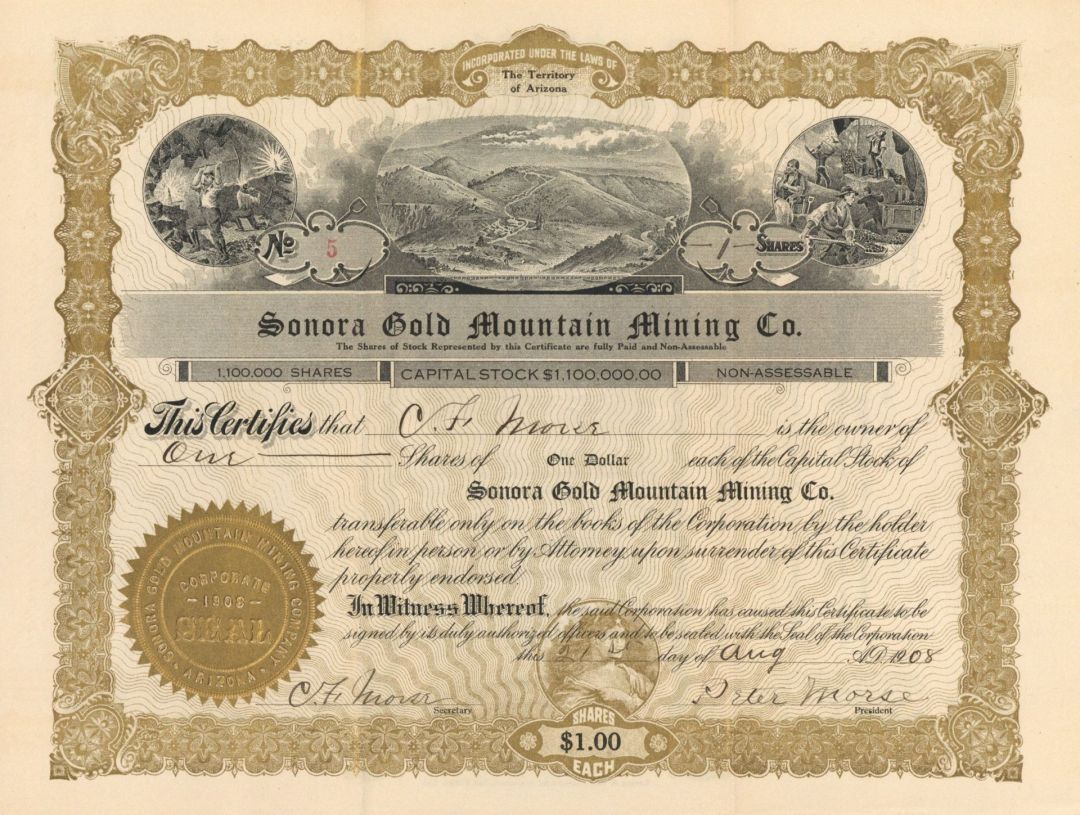 INCORPORATED UNDER THE LAWS OF
The Territory
of Arizona
No 5
1 SHARES
Sonora Gold Mountain Mining Co.
The Shares of Stock Represented by this Certificate are fully Paid and Non-Assessable
1,100,000 SHARES
CAPITAL STOCK $1,100,000.00
NON-ASSESSABLE
This Certifies that C. F. Morse is the owner of
One Shares of One Dollar each of the Capital Stock of
Sonora Gold Mountain Mining Co.
transferable only on the books of the Corporation by the holder
hereof in person or by Attorney upon surrender of this Certificate
properly endorsed.
In Witness Whereof, the said Corporation has caused this Certificate to be
signed by its duly authorized officers and to be sealed with the Seal of the Corporation
this 21st day of Aug A.D. 1908
SONORA GOLD MOUNTAIN MINING COMPANY
CORPORATE
SEAL
ARIZONA
C. F. Morse
Secretary
Peter Morse
President
SHARES
$1.00
EACH